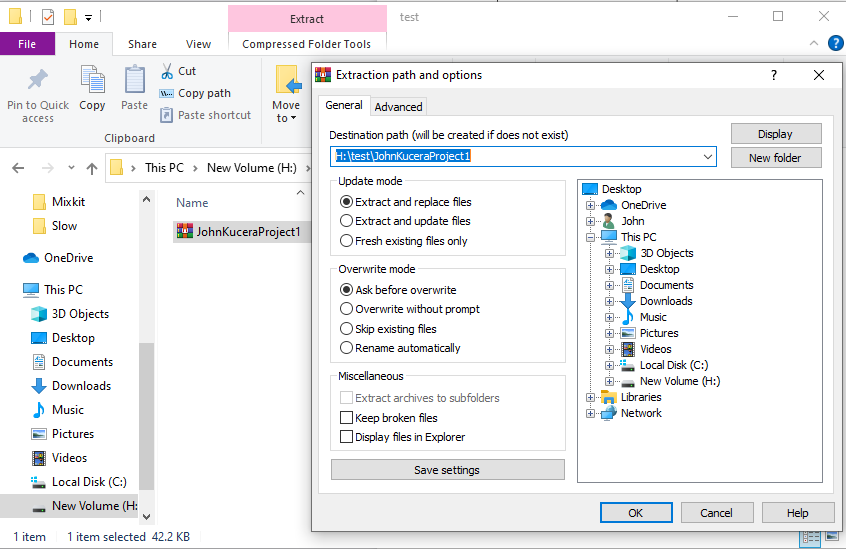 Extract
test
File
Home
Share
View
Compressed Folder Tools
Pin to Quick access
Copy
Paste
Cut
Copy path
Paste shortcut
Move to
Clipboard
This PC
New Volume (H:)
Mixkit
Slow
OneDrive
This PC
3D Objects
Desktop
Documents
Downloads
Music
Pictures
Videos
Local Disk (C:)
New Volume (H:
Name
JohnKuceraProject1
1 item
1 item selected 42.2 KB
Extraction path and options
?
General
Advanced
Destination path (will be created if does not exist)
H:\test\JohnKuceraProject1
Display
New folder
Update mode
Extract and replace files
Extract and update files
Fresh existing files only
Overwrite mode
Ask before overwrite
Overwrite without prompt
Skip existing files
Rename automatically
Miscellaneous
Extract archives to subfolders
Keep broken files
Display files in Explorer
Save settings
Desktop
OneDrive
John
This PC
3D Objects
Desktop
Documents
Downloads
Music
Pictures
Videos
Local Disk (C:)
New Volume (H:)
Libraries
Network
OK
Cancel
Help